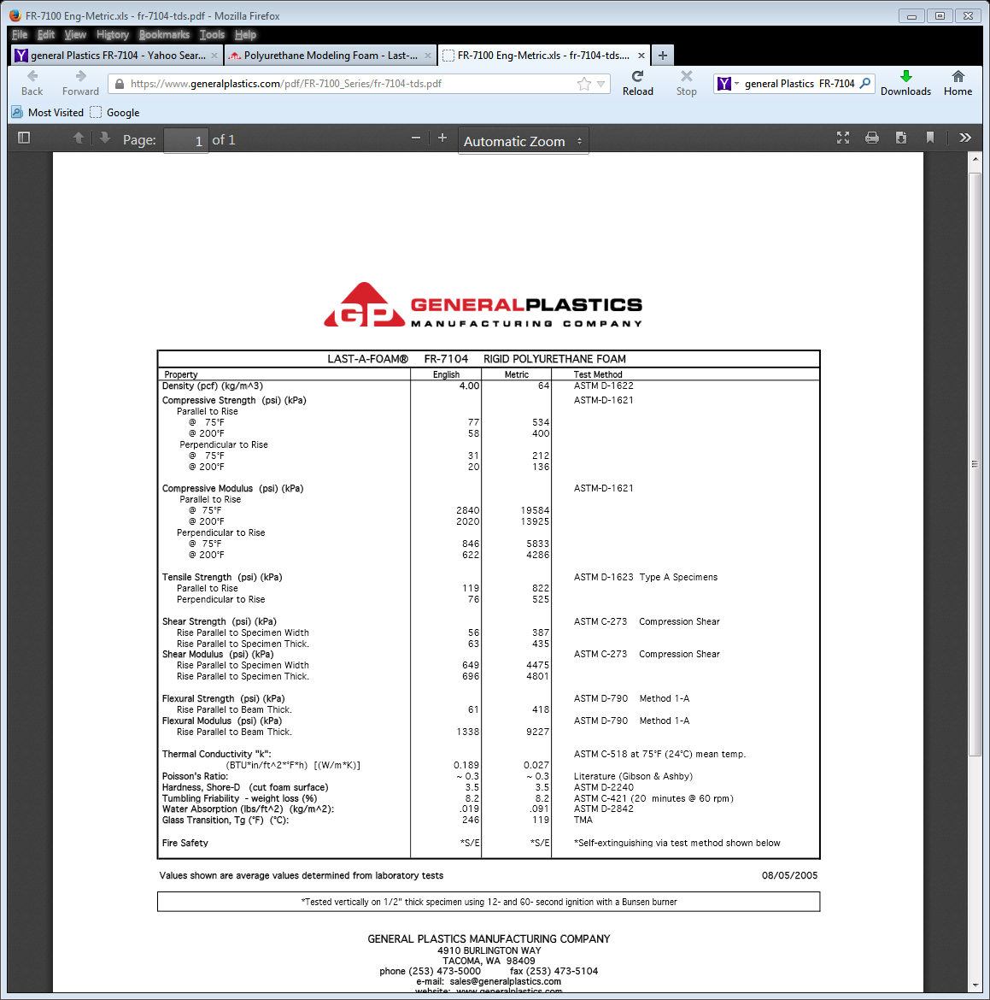 FR-7100 Eng-Metric.xls - fr-7104-tds.pdf - Mozilla Firefox
File Edit View History Bookmarks Tools Help
general Plastics FR-7104 - Yahoo Sear... × Polyurethane Modeling Foam - Last-... × FR-7100 Eng-Metric.xls - fr-7104-tds.... × +
Back Forward https://www.generalplastics.com/pdf/FR-7100_Series/fr-7104-tds.pdf Reload Stop general Plastics FR-7104 Downloads Home
Most Visited Google
Page: 1 of 1 − + Automatic Zoom
GP GENERALPLASTICS
MANUFACTURING COMPANY
LAST-A-FOAM® FR-7104 RIGID POLYURETHANE FOAM
Property English Metric Test Method
Density (pcf) (kg/m^3) 4.00 64 ASTM D-1622
Compressive Strength (psi) (kPa) ASTM-D-1621
Parallel to Rise
@ 75°F 77 534
@ 200°F 58 400
Perpendicular to Rise
@ 75°F 31 212
@ 200°F 20 136
Compressive Modulus (psi) (kPa) ASTM-D-1621
Parallel to Rise
@ 75°F 2840 19584
@ 200°F 2020 13925
Perpendicular to Rise
@ 75°F 846 5833
@ 200°F 622 4286
Tensile Strength (psi) (kPa) ASTM D-1623 Type A Specimens
Parallel to Rise 119 822
Perpendicular to Rise 76 525
Shear Strength (psi) (kPa) ASTM C-273 Compression Shear
Rise Parallel to Specimen Width 56 387
Rise Parallel to Specimen Thick. 63 435
Shear Modulus (psi) (kPa) ASTM C-273 Compression Shear
Rise Parallel to Specimen Width 649 4475
Rise Parallel to Specimen Thick. 696 4801
Flexural Strength (psi) (kPa) ASTM D-790 Method 1-A
Rise Parallel to Beam Thick. 61 418
Flexural Modulus (psi) (kPa) ASTM D-790 Method 1-A
Rise Parallel to Beam Thick. 1338 9227
Thermal Conductivity "k": ASTM C-518 at 75°F (24°C) mean temp.
(BTU*in/ft^2*°F*h) [(W/m*K)] 0.189 0.027
Poisson's Ratio: ~ 0.3 ~ 0.3 Literature (Gibson & Ashby)
Hardness, Shore-D (cut foam surface) 3.5 3.5 ASTM D-2240
Tumbling Friability - weight loss (%) 8.2 8.2 ASTM C-421 (20 minutes @ 60 rpm)
Water Absorption (lbs/ft^2) (kg/m^2): .019 .091 ASTM D-2842
Glass Transition, Tg (°F) (°C): 246 119 TMA
Fire Safety *S/E *S/E *Self-extinguishing via test method shown below
Values shown are average values determined from laboratory tests 08/05/2005
*Tested vertically on 1/2" thick specimen using 12- and 60- second ignition with a Bunsen burner
GENERAL PLASTICS MANUFACTURING COMPANY
4910 BURLINGTON WAY
TACOMA, WA 98409
phone (253) 473-5000 fax (253) 473-5104
e-mail: sales@generalplastics.com
website: www.generalplastics.com